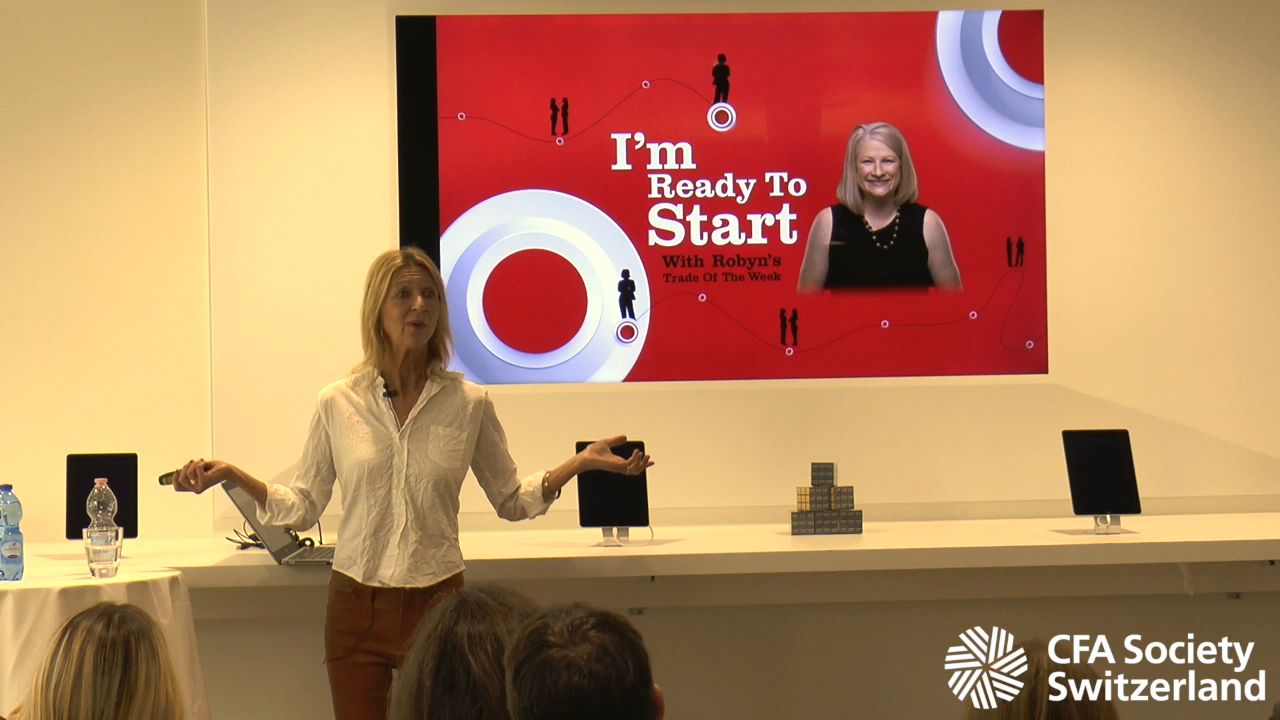 I'm
Ready To
Start
With Robyn's
Trade Of The Week
CFA Society
Switzerland